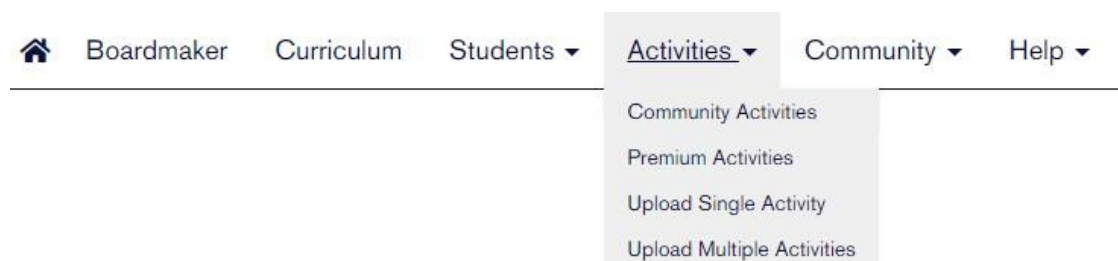 Boardmaker Curriculum Students Activities Community Help
Community Activities
Premium Activities
Upload Single Activity
Upload Multiple Activities